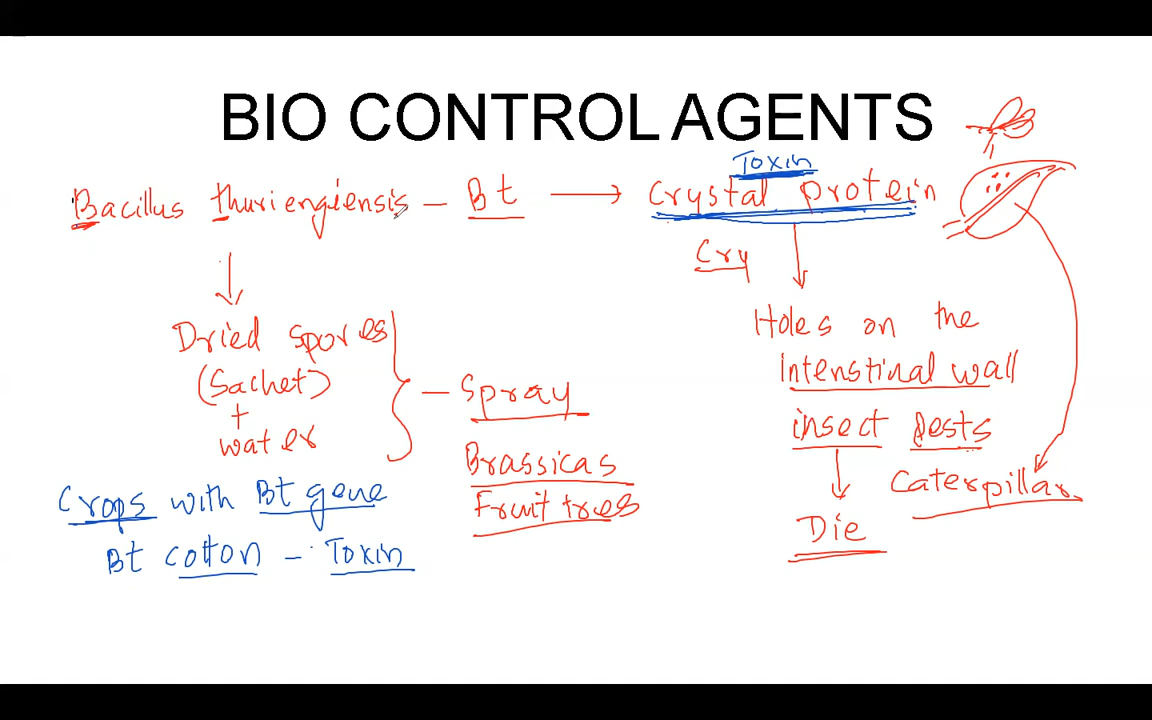 BIO CONTROL AGENTS
Toxin
Bacillus thuriengiensis – Bt → Crystal protein
Cry
Dried spores
(Sachet)
+
water
– Spray
Brassicas
Fruit trees
Holes on the
Intenstinal wall
insect pests
Caterpillar
Die
Crops with Bt gene
Bt cotton – Toxin